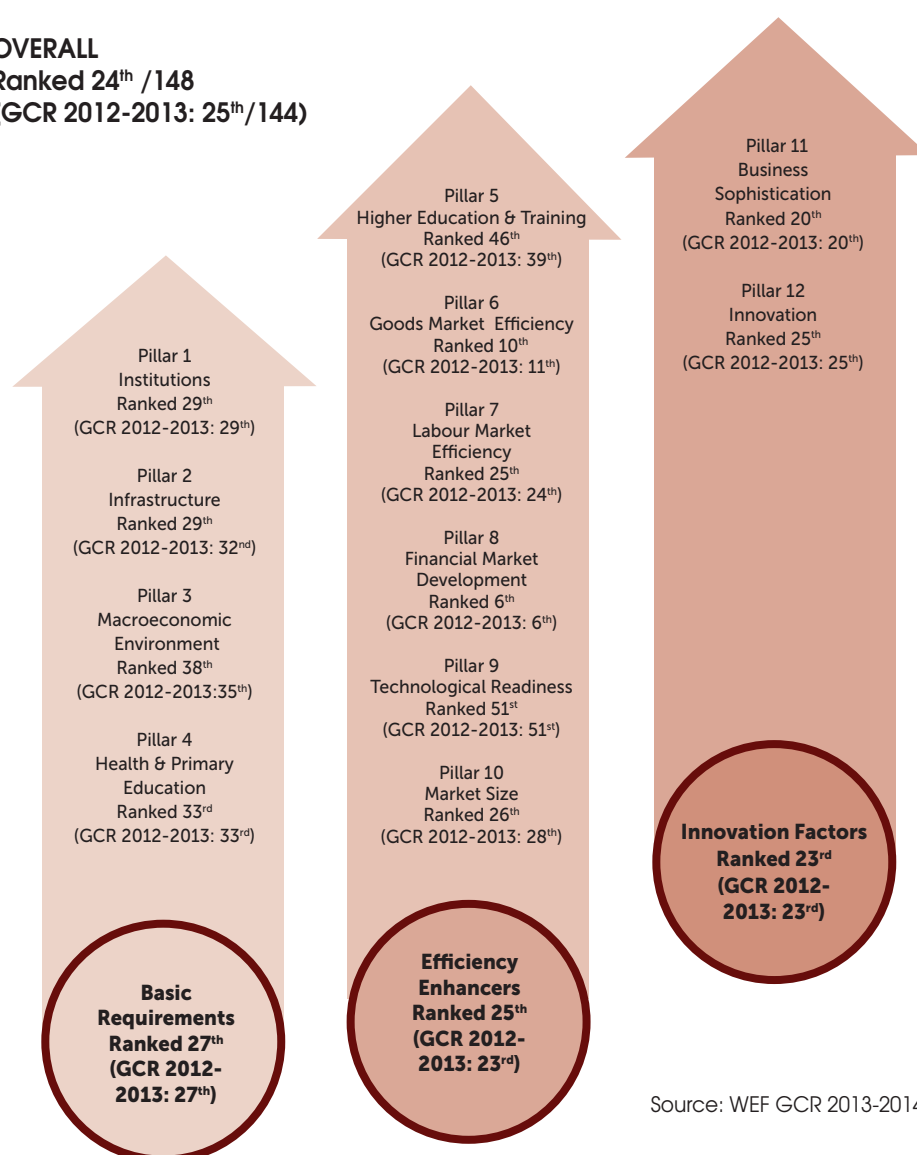 OVERALL
Ranked 24th /148
(GCR 2012-2013: 25th/144)
Pillar 1
Institutions
Ranked 29th
(GCR 2012-2013: 29th)
Pillar 2
Infrastructure
Ranked 29th
(GCR 2012-2013: 32nd)
Pillar 3
Macroeconomic
Environment
Ranked 38th
(GCR 2012-2013:35th)
Pillar 4
Health & Primary
Education
Ranked 33rd
(GCR 2012-2013: 33rd)
Basic
Requirements
Ranked 27th
(GCR 2012-
2013: 27th)
Pillar 5
Higher Education & Training
Ranked 46th
(GCR 2012-2013: 39th)
Pillar 6
Goods Market Efficiency
Ranked 10th
(GCR 2012-2013: 11th)
Pillar 7
Labour Market
Efficiency
Ranked 25th
(GCR 2012-2013: 24th)
Pillar 8
Financial Market
Development
Ranked 6th
(GCR 2012-2013: 6th)
Pillar 9
Technological Readiness
Ranked 51st
(GCR 2012-2013: 51st)
Pillar 10
Market Size
Ranked 26th
(GCR 2012-2013: 28th)
Efficiency
Enhancers
Ranked 25th
(GCR 2012-
2013: 23rd)
Pillar 11
Business
Sophistication
Ranked 20th
(GCR 2012-2013: 20th)
Pillar 12
Innovation
Ranked 25th
(GCR 2012-2013: 25th)
Innovation Factors
Ranked 23rd
(GCR 2012-
2013: 23rd)
Source: WEF GCR 2013-2014